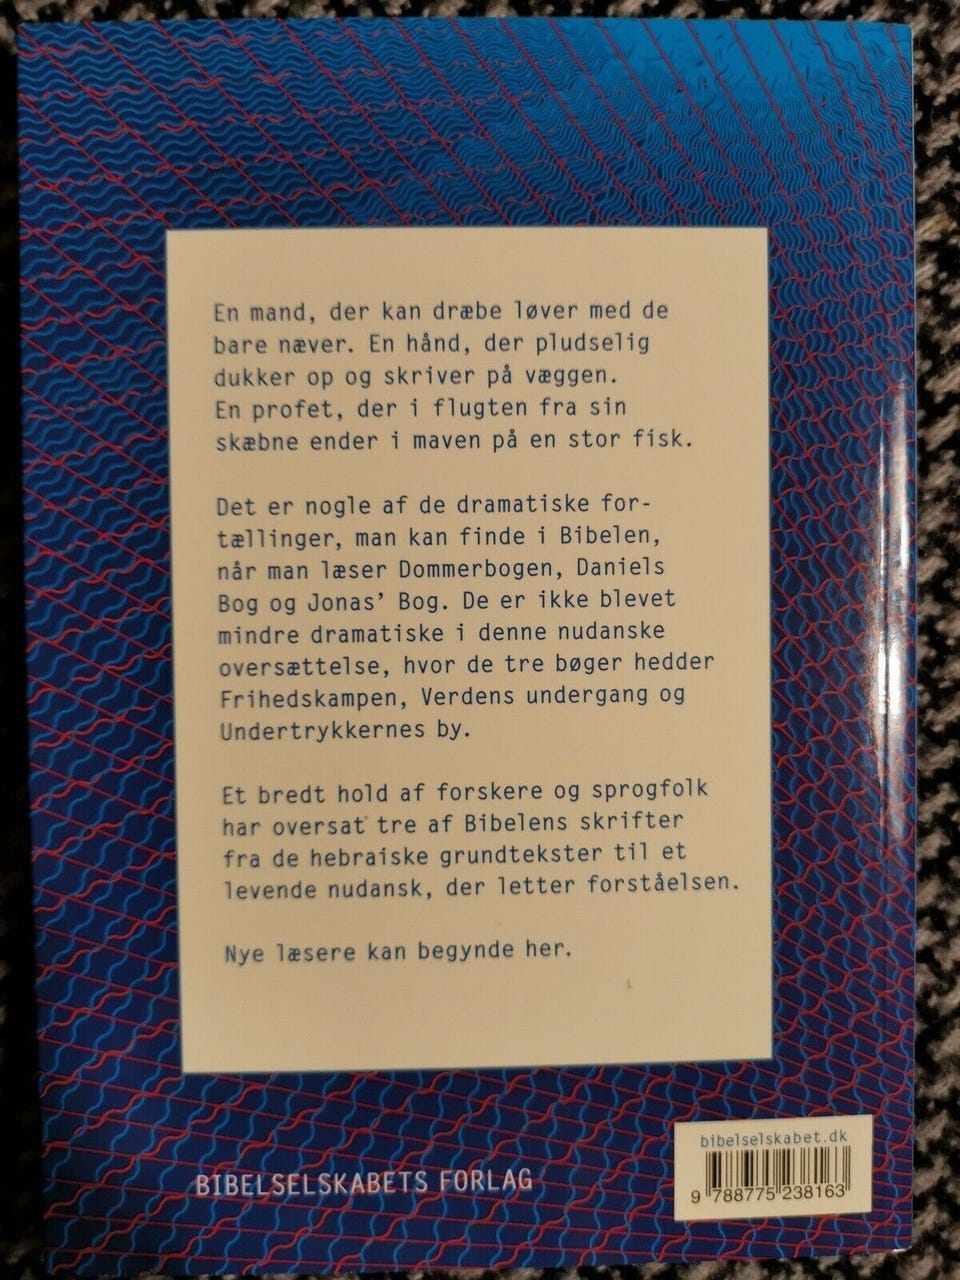 En mand, der kan dræbe løver med de
bare næver. En hånd, der pludselig
dukker op og skriver på væggen.
En profet, der i flugten fra sin
skæbne ender i maven på en stor fisk.
Det er nogle af de dramatiske for-
tællinger, man kan finde i Bibelen,
når man læser Dommerbogen, Daniels
Bog og Jonas’ Bog. De er ikke blevet
mindre dramatiske i denne nudanske
oversættelse, hvor de tre bøger hedder
Frihedskampen, Verdens undergang og
Undertrykkernes by.
Et bredt hold af forskere og sprogfolk
har oversat tre af Bibelens skrifter
fra de hebraiske grundtekster til et
levende nudansk, der letter forståelsen.
Nye læsere kan begynde her.
BIBELSELSKABETS FORLAG
bibelselskabet.dk
9 788775 238163